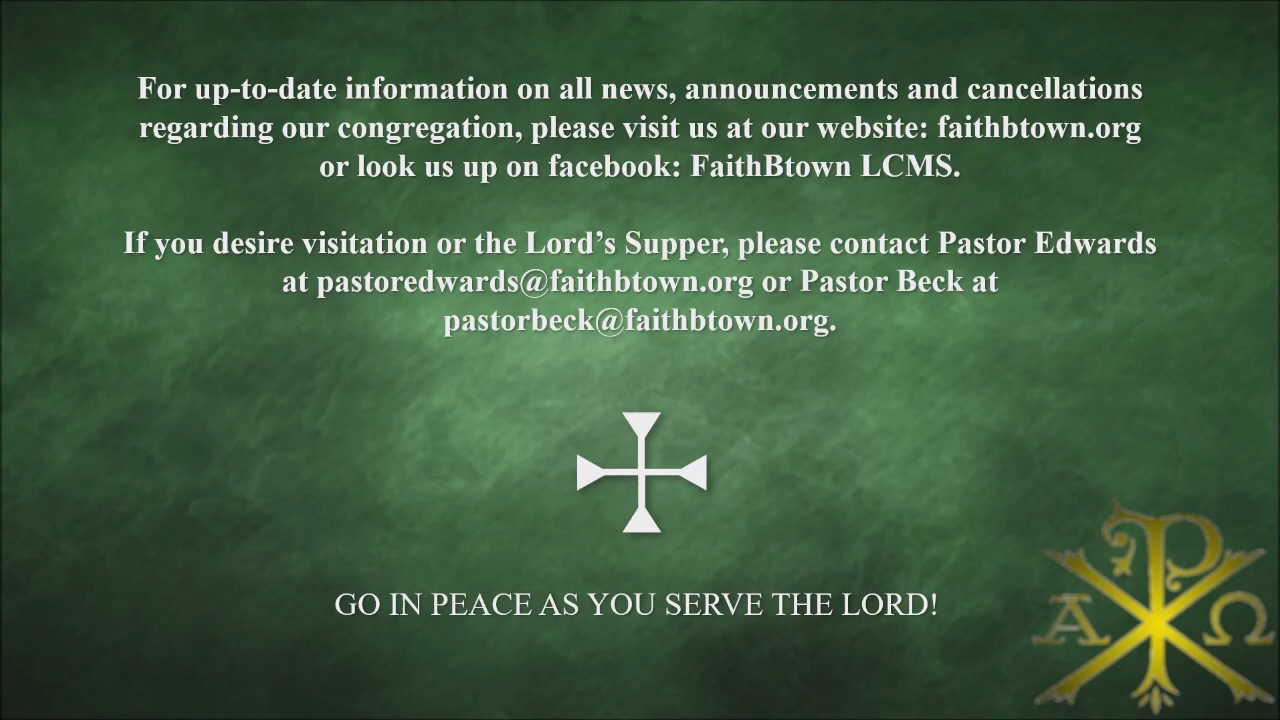 For up-to-date information on all news, announcements and cancellations
regarding our congregation, please visit us at our website: faithbtown.org
or look us up on facebook: FaithBtown LCMS.
If you desire visitation or the Lord’s Supper, please contact Pastor Edwards
at pastoredwards@faithbtown.org or Pastor Beck at
pastorbeck@faithbtown.org.
GO IN PEACE AS YOU SERVE THE LORD!
Α Ω